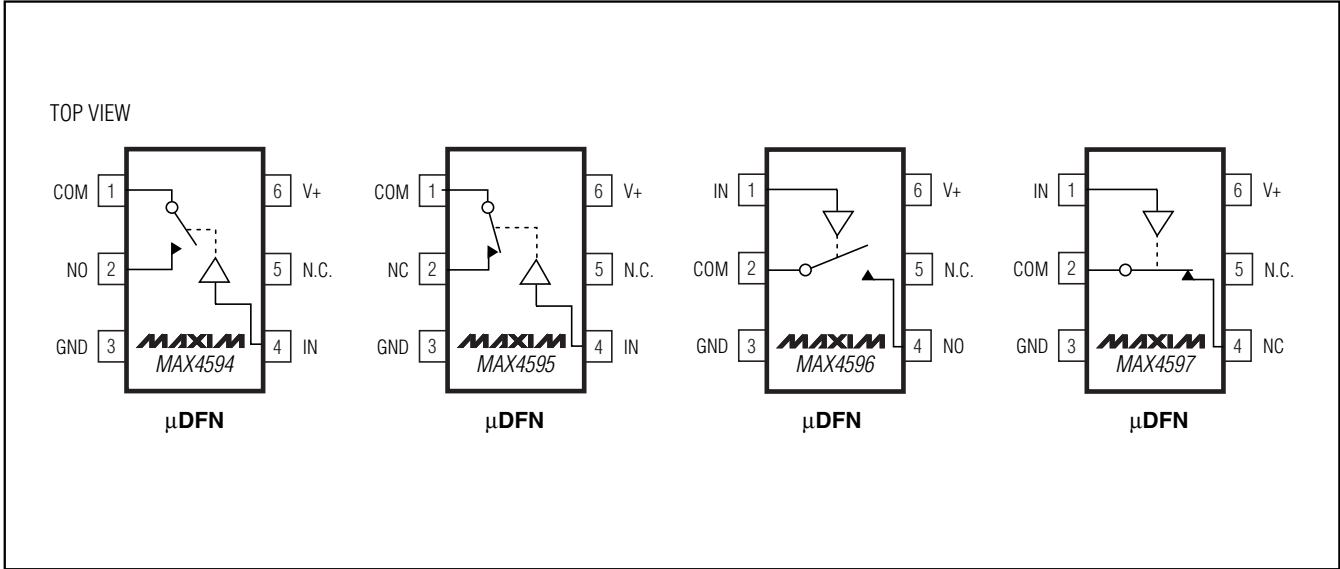 TOP VIEW
COM 1 6 V+
NO 2 5 N.C.
GND 3 4 IN
MAXIM
MAX4594
µDFN
COM 1 6 V+
NC 2 5 N.C.
GND 3 4 IN
MAXIM
MAX4595
µDFN
IN 1 6 V+
COM 2 5 N.C.
GND 3 4 NO
MAXIM
MAX4596
µDFN
IN 1 6 V+
COM 2 5 N.C.
GND 3 4 NC
MAXIM
MAX4597
µDFN